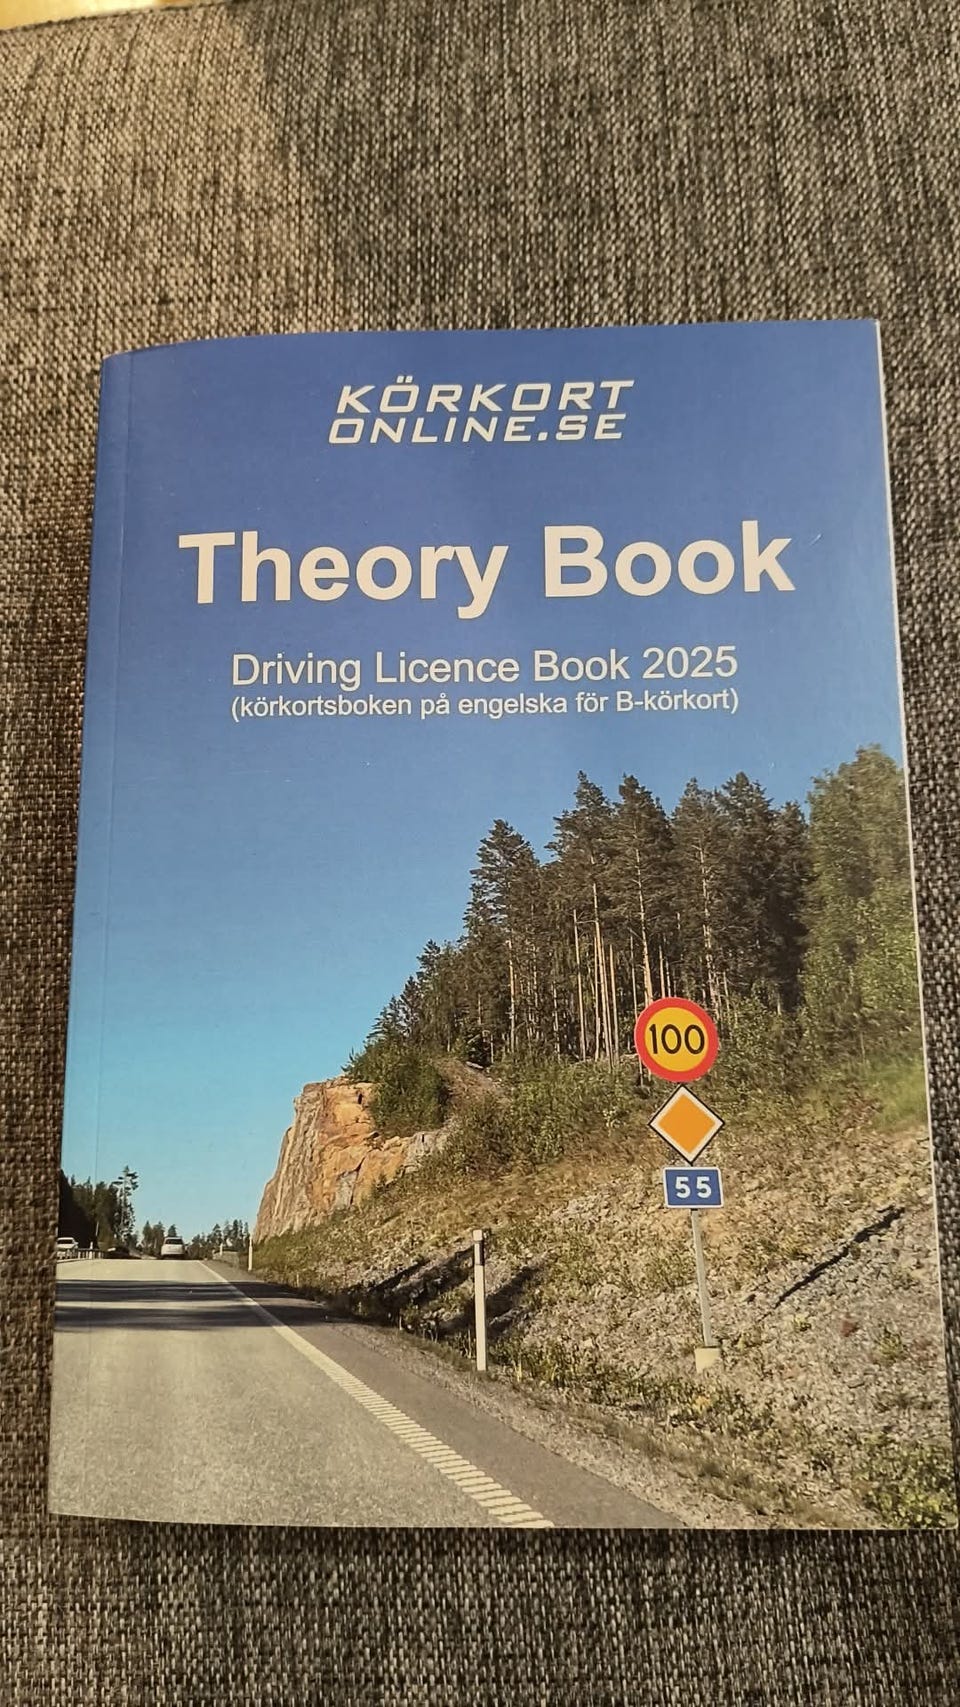 KÖRKORT
ONLINE.SE
Theory Book
Driving Licence Book 2025
(körkortsboken på engelska för B-körkort)
100
55